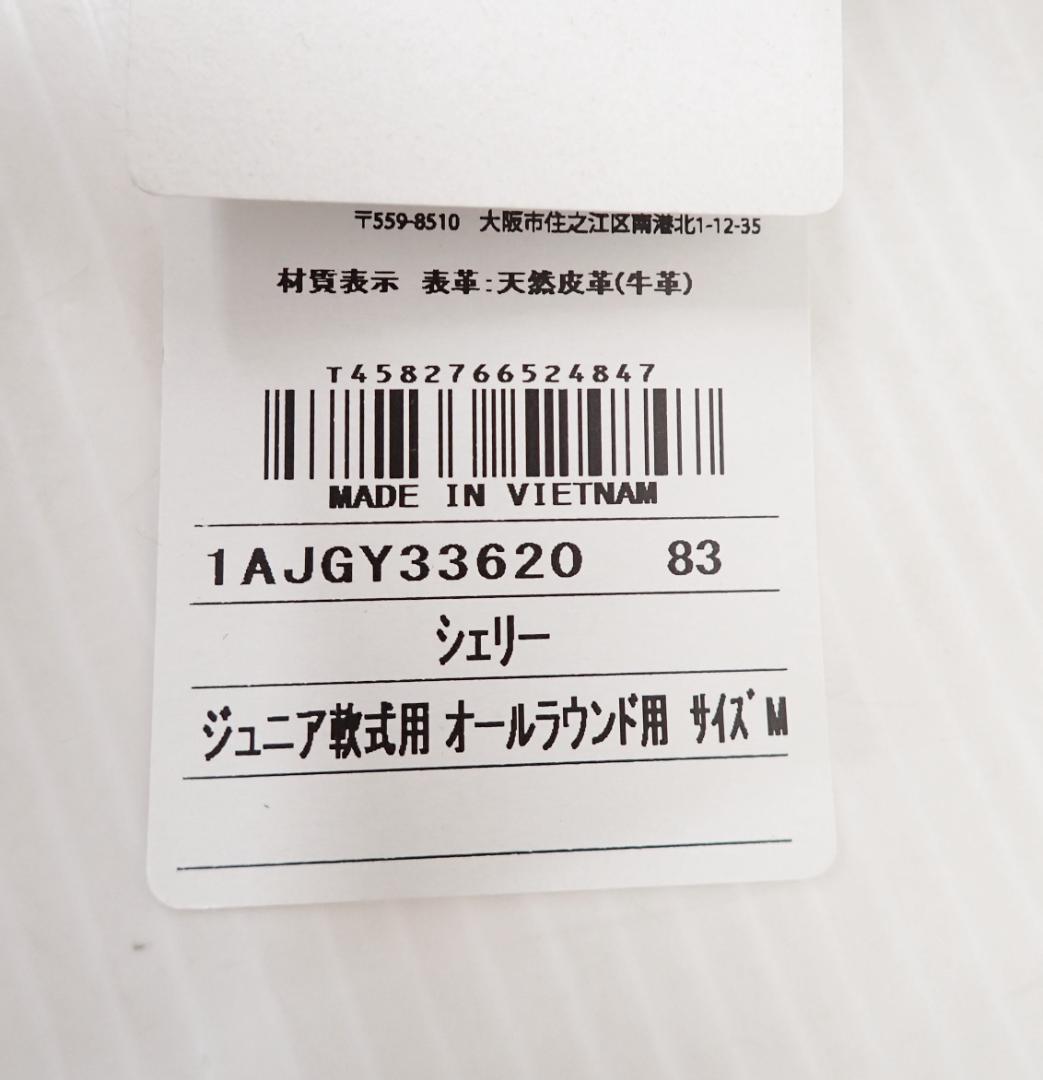 〒559-8510 大阪市住之江区南港北1-12-35
材質表示 表革:天然皮革(牛革)
T4582766524847
MADE IN VIETNAM
1AJGY33620 83
シェリー
ジュニア軟式用 オールラウンド用 サイズ M